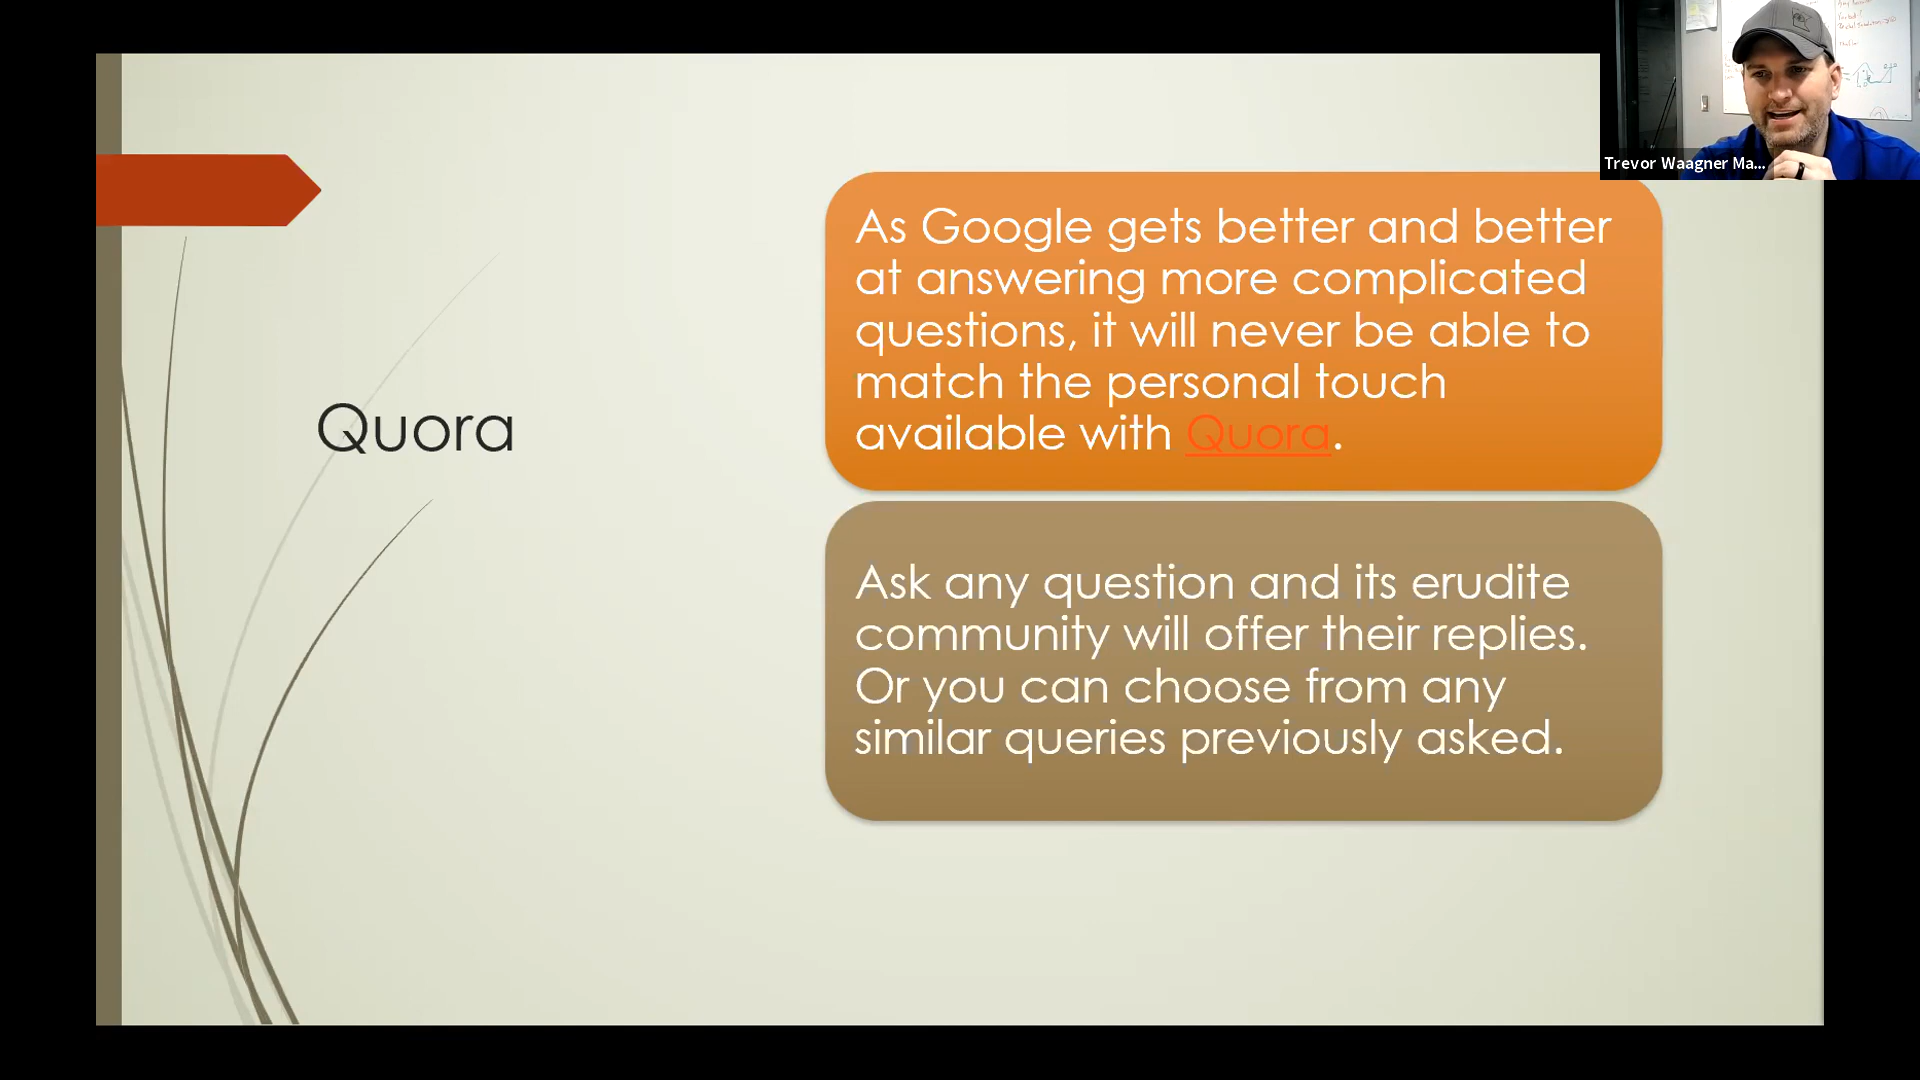 Trevor Waagner Ma...
Quora
As Google gets better and better
at answering more complicated
questions, it will never be able to
match the personal touch
available with Quora.
Ask any question and its erudite
community will offer their replies.
Or you can choose from any
similar queries previously asked.